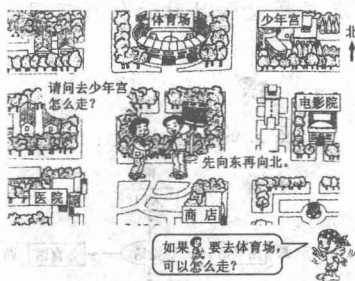 体育场
少年宫
北
请问去少年宫
怎么走？
电影院
先向东再向北。
医院
商店
如果
要去体育场，
可以怎么走？